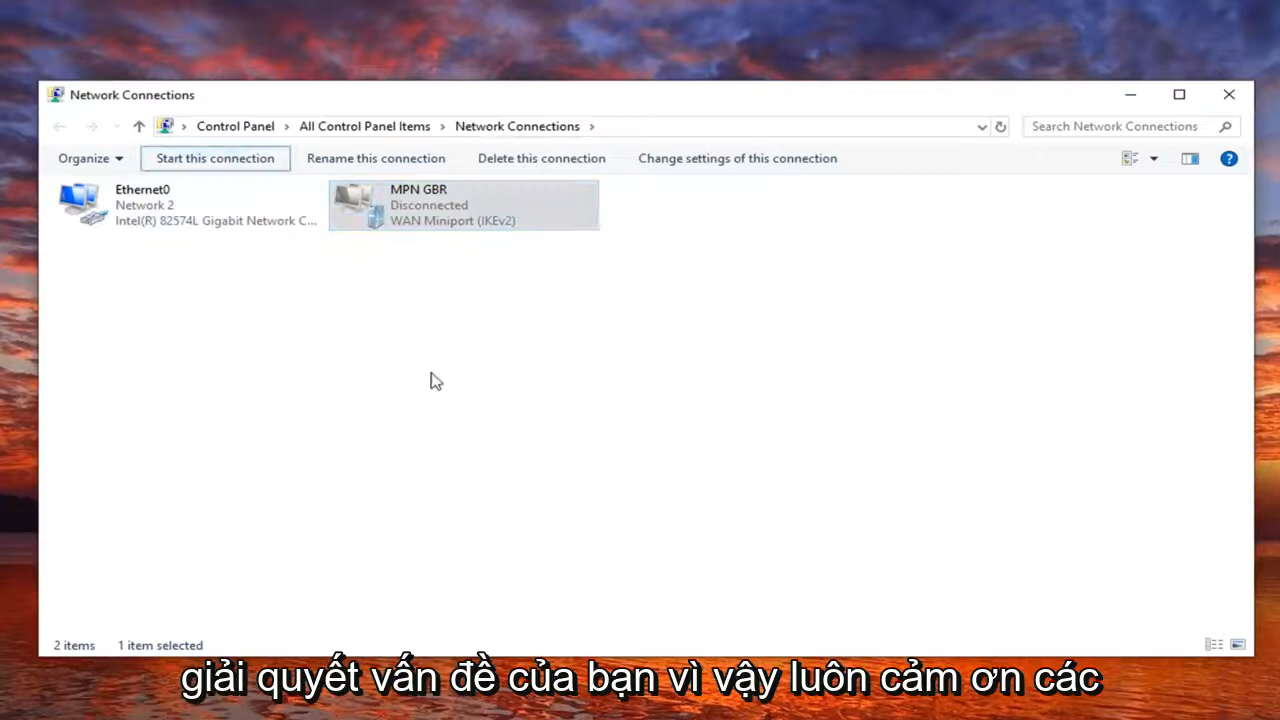 Network Connections
Control Panel > All Control Panel Items > Network Connections >
Search Network Connections
Organize Start this connection Rename this connection Delete this connection Change settings of this connection
Ethernet0
Network 2
Intel(R) 82574L Gigabit Network C...
MPN GBR
Disconnected
WAN Miniport (IKEv2)
2 items 1 item selected
giải quyết vấn đề của bạn vì vậy luôn cảm ơn các